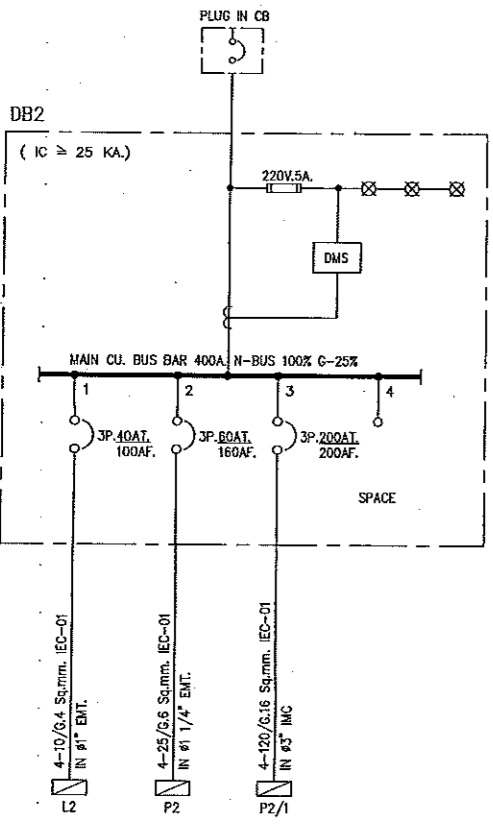 PLUG IN CB
DB2
( IC ≥ 25 KA.)
220V.5A.
DMS
MAIN CU. BUS BAR 400A. N-BUS 100% G-25%
1 2 3 4
3P.40AT. 3P.60AT. 3P.200AT.
100AF. 160AF. 200AF.
SPACE
4-10/G.4 Sq.mm. IEC-01
IN ø1" EMT.
4-25/G.6 Sq.mm. IEC-01
IN ø1 1/4" EMT.
4-120/G.16 Sq.mm. IEC-01
IN ø3" IMC
L2 P2 P2/1